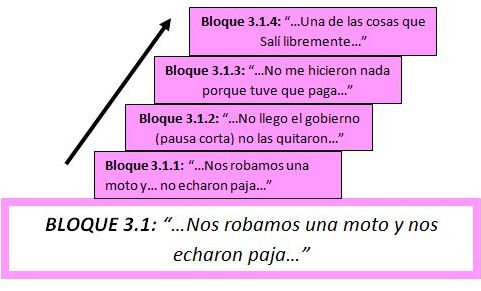 Bloque 3.1.4: “…Una de las cosas que
Salí libremente…”
Bloque 3.1.3: “…No me hicieron nada
porque tuve que paga…”
Bloque 3.1.2: “…No llego el gobierno
(pausa corta) no las quitaron…”
Bloque 3.1.1: “…Nos robamos una
moto y… no echaron paja…”
BLOQUE 3.1: “…Nos robamos una moto y nos
echaron paja…”